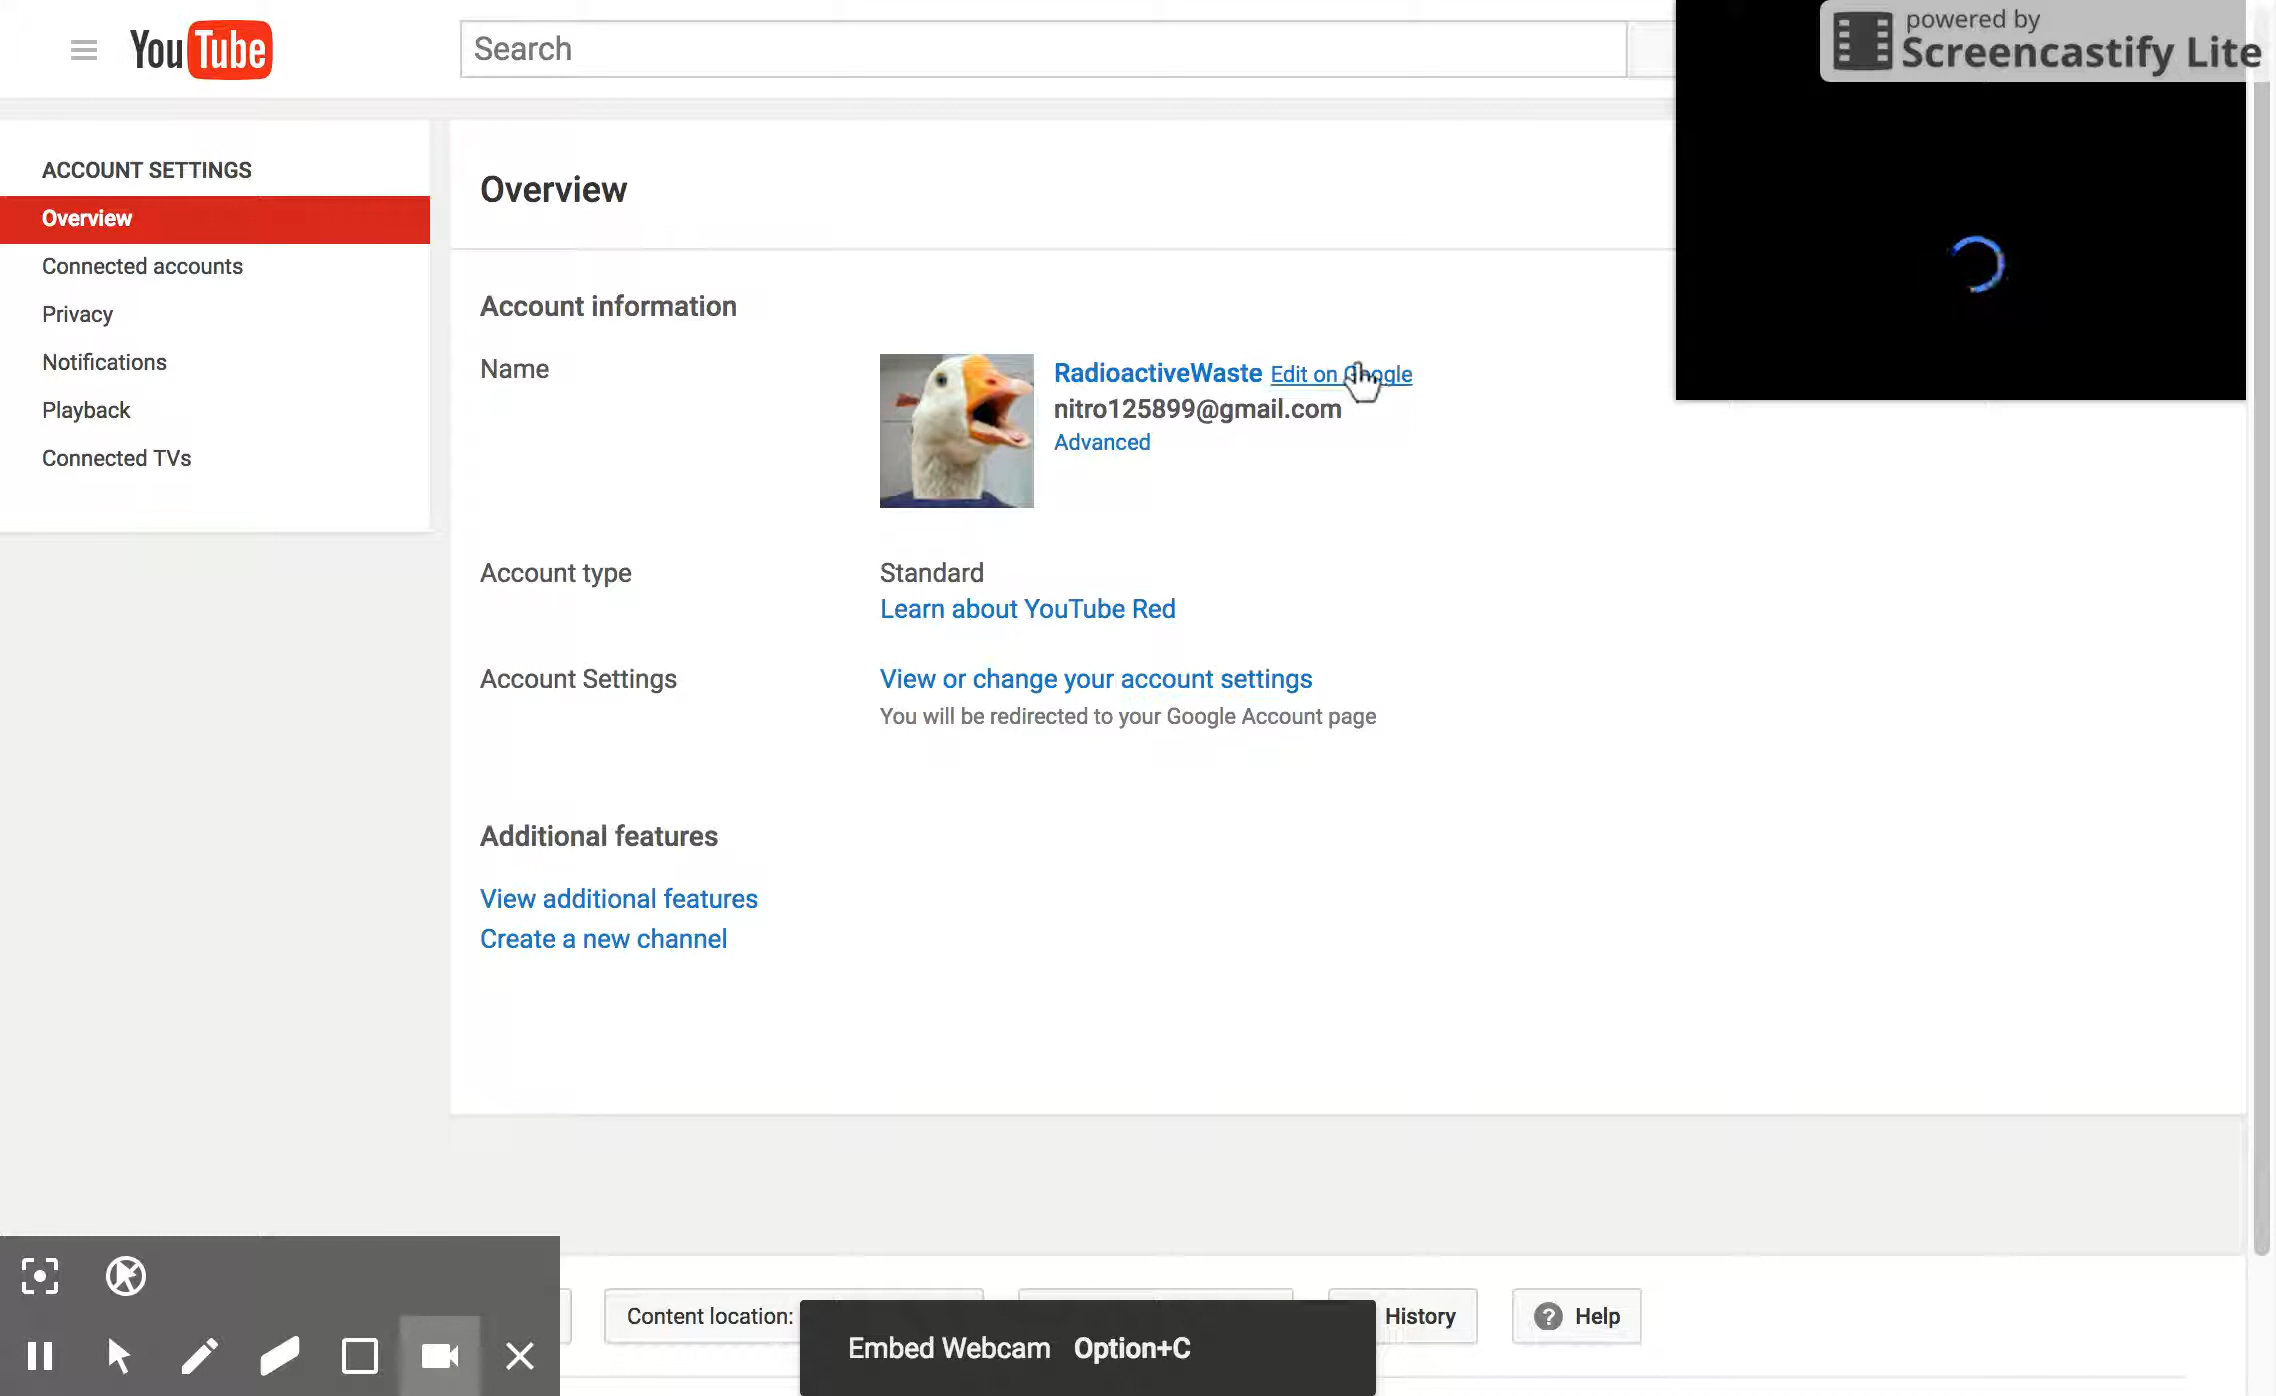 YouTube
Search
powered by
Screencastify Lite
ACCOUNT SETTINGS
Overview
Connected accounts
Privacy
Notifications
Playback
Connected TVs
Overview
Account information
Name
RadioactiveWaste Edit on Google
nitro125899@gmail.com
Advanced
Account type
Standard
Learn about YouTube Red
Account Settings
View or change your account settings
You will be redirected to your Google Account page
Additional features
View additional features
Create a new channel
Content location:
History
Help
Embed Webcam Option+C